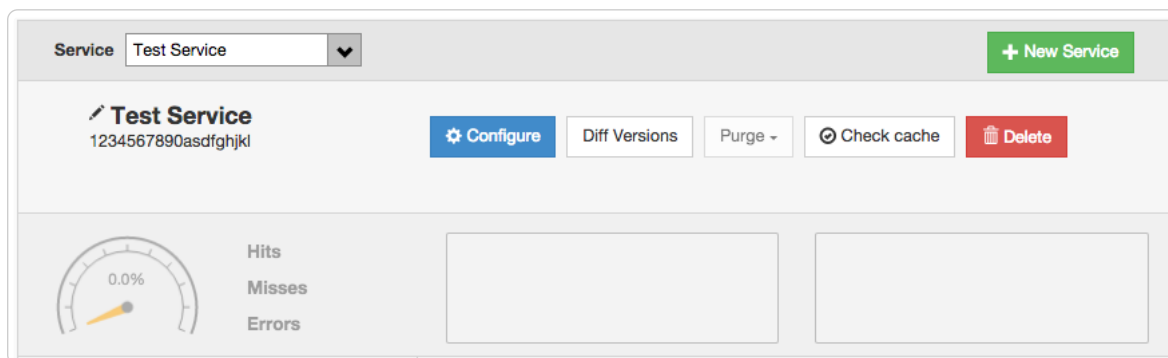 Service Test Service + New Service
Test Service
1234567890asdfghjkl
Configure Diff Versions Purge Check cache Delete
0.0%
Hits
Misses
Errors